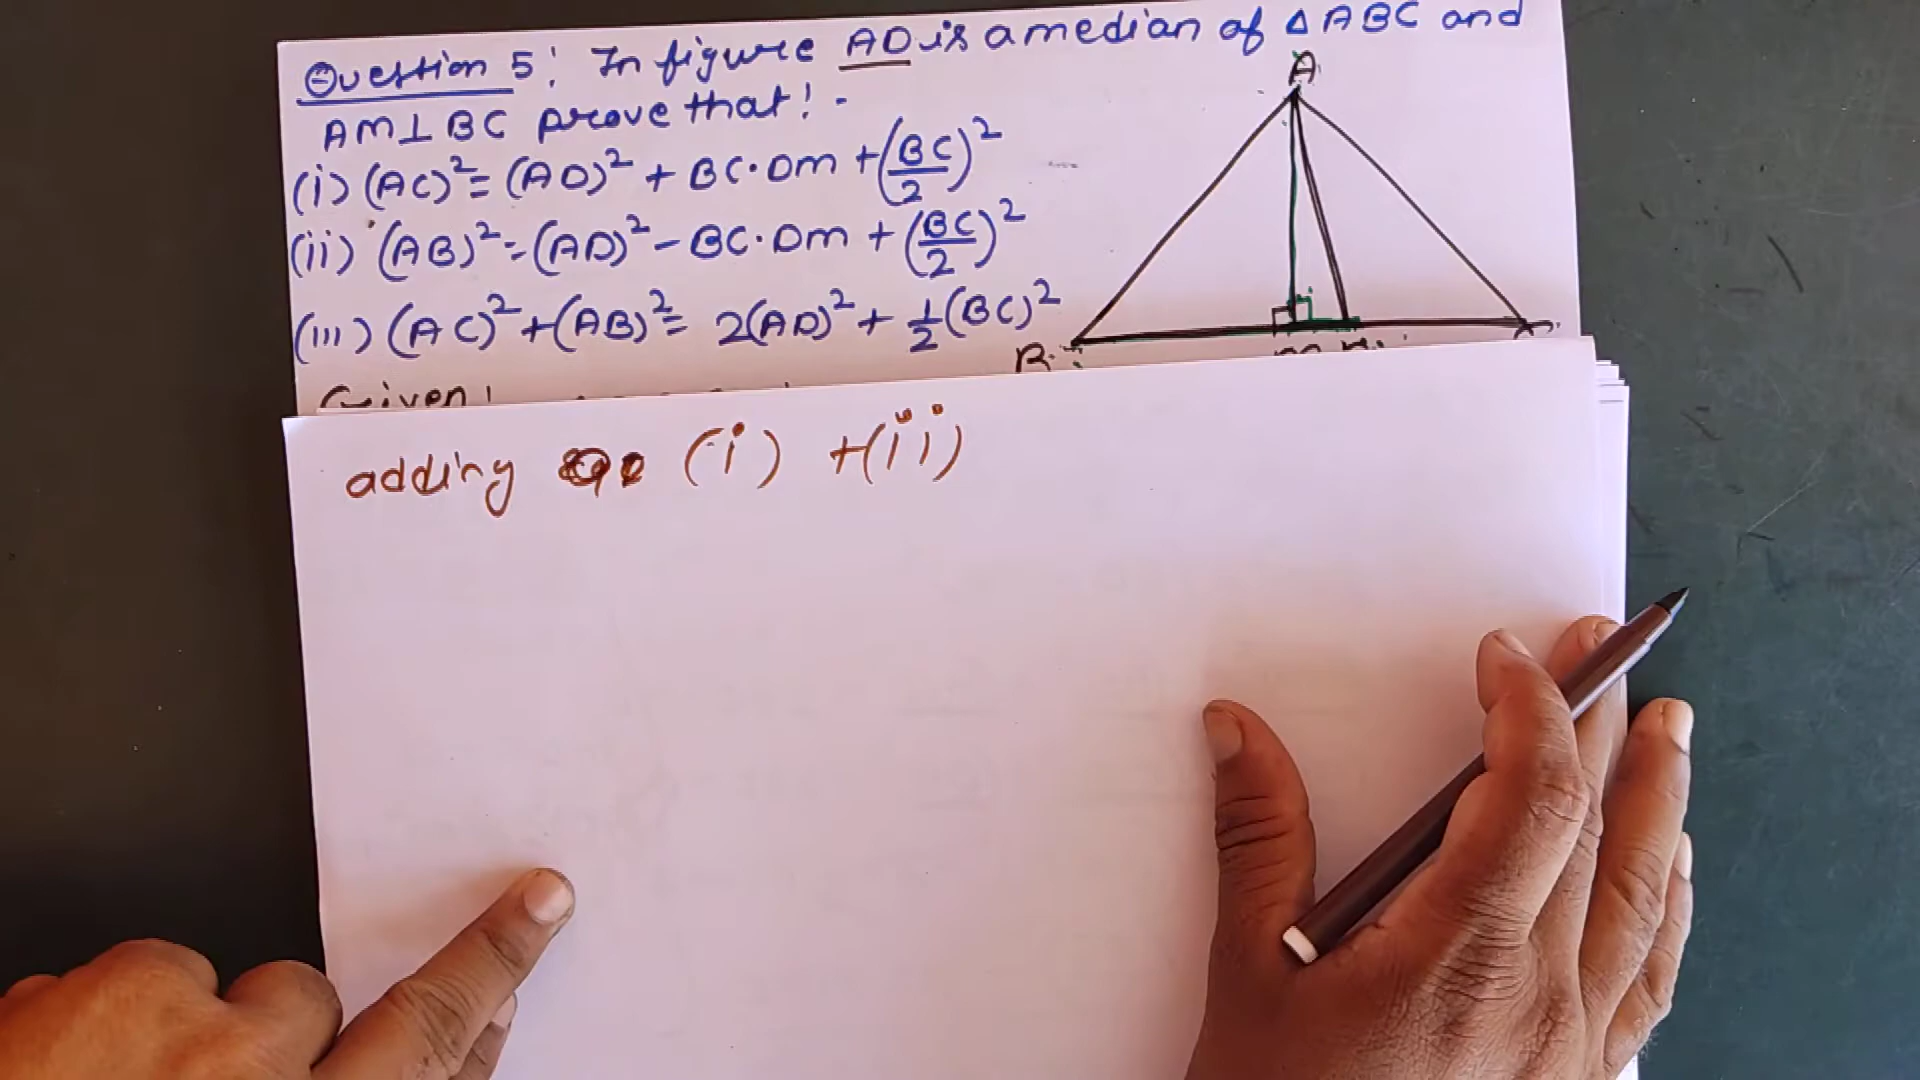 Question 5: In figure AD is a median of △ ABC and
AM⊥BC prove that! -
(i) (AC)²= (AD)² + BC·Dm +(BC/2)²
(ii) (AB)²=(AD)²-BC·Dm + (BC/2)²
(iii) (AC)²+(AB)²= 2(AD)²+ 1/2(BC)²
A
B
Given!
adding (i) +(ii)